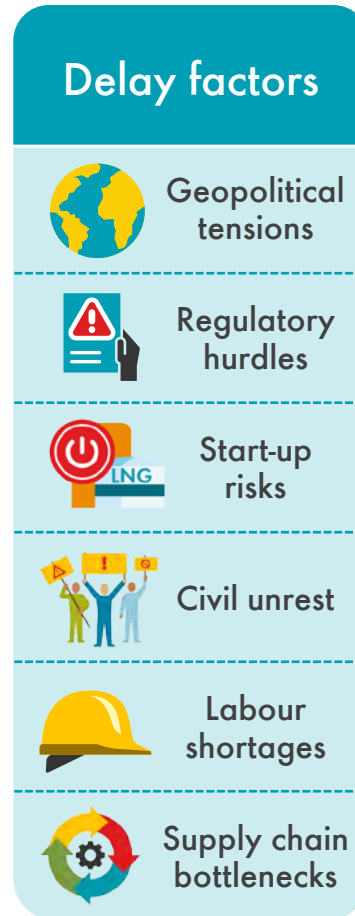 Delay factors
Geopolitical
tensions
Regulatory
hurdles
LNG
Start-up
risks
Civil unrest
Labour
shortages
Supply chain
bottlenecks